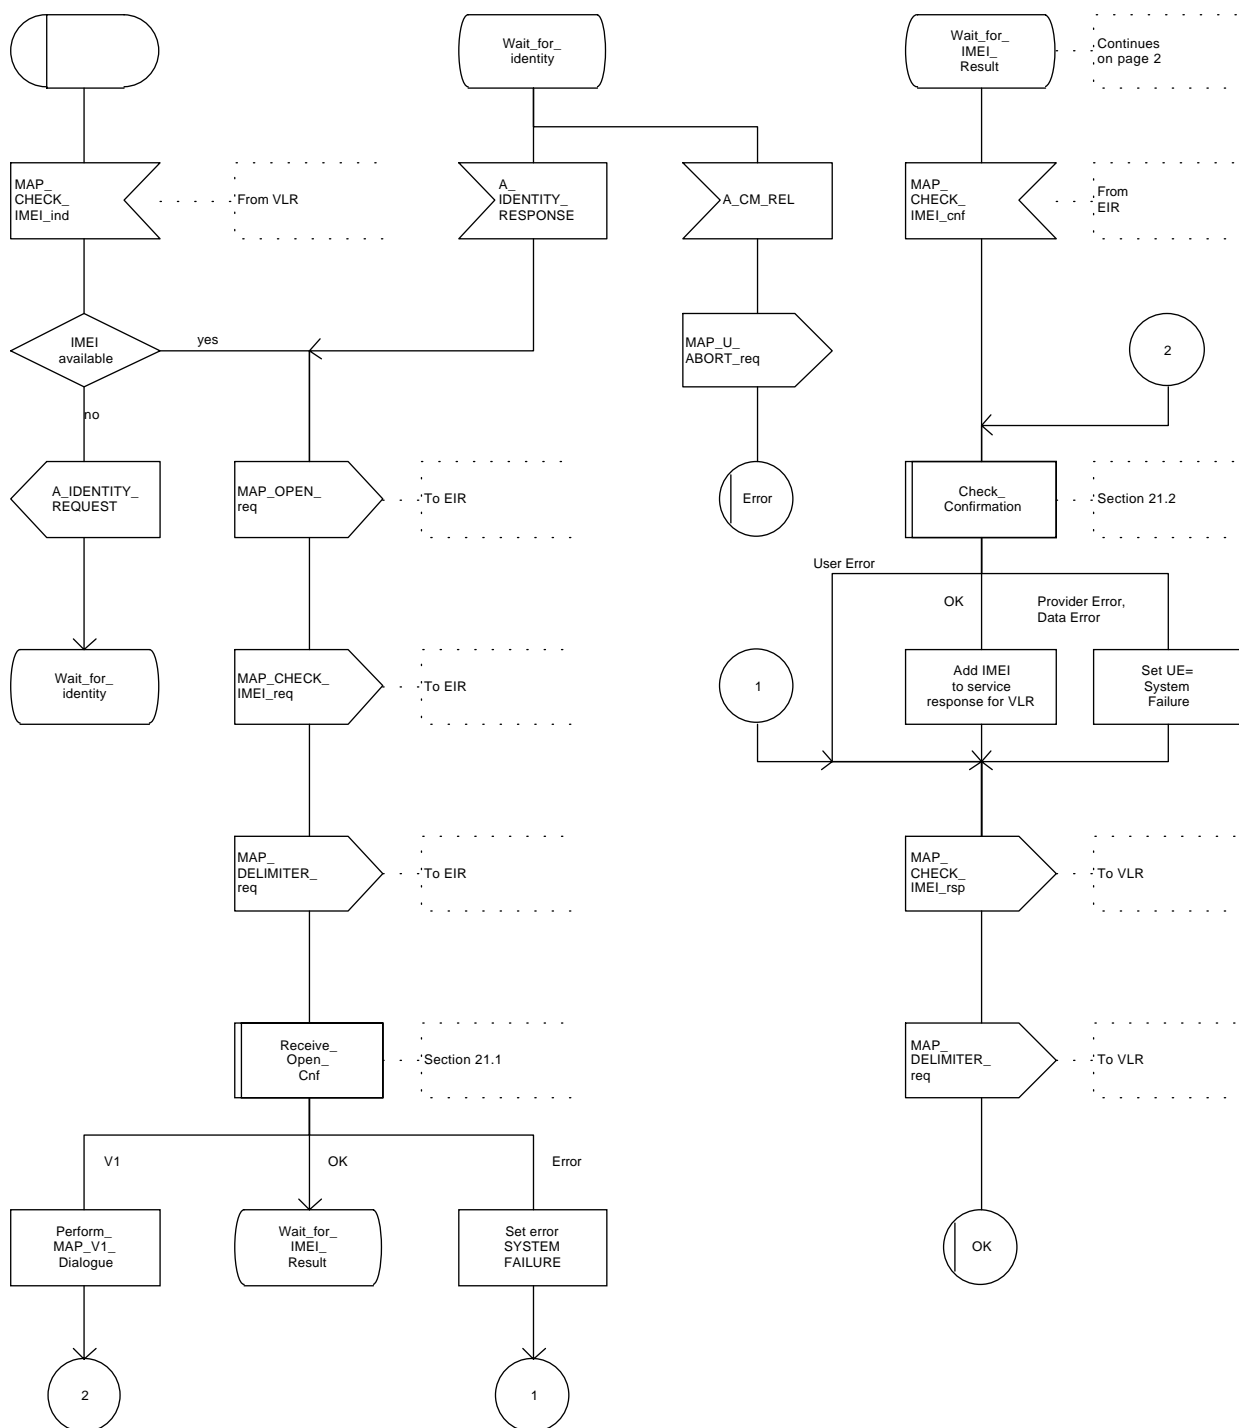 Wait_for_
identity
Wait_for_
IMEI_
Result
Continues
on page 2
MAP_
CHECK_
IMEI_ind
From VLR
A_
IDENTITY_
RESPONSE
A_CM_REL
MAP_
CHECK_
IMEI_cnf
From
EIR
IMEI
available
yes
no
MAP_U_
ABORT_req
2
A_IDENTITY_
REQUEST
MAP_OPEN_
req
To EIR
Error
Check_
Confirmation
Section 21.2
User Error
OK
Provider Error,
Data Error
Wait_for_
identity
MAP_CHECK_
IMEI_req
To EIR
1
Add IMEI
to service
response for VLR
Set UE=
System
Failure
MAP_
DELIMITER_
req
To EIR
MAP_
CHECK_
IMEI_rsp
To VLR
Receive_
Open_
Cnf
Section 21.1
MAP_
DELIMITER_
req
To VLR
V1
OK
Error
Perform_
MAP_V1_
Dialogue
Wait_for_
IMEI_
Result
Set error
SYSTEM
FAILURE
OK
2
1